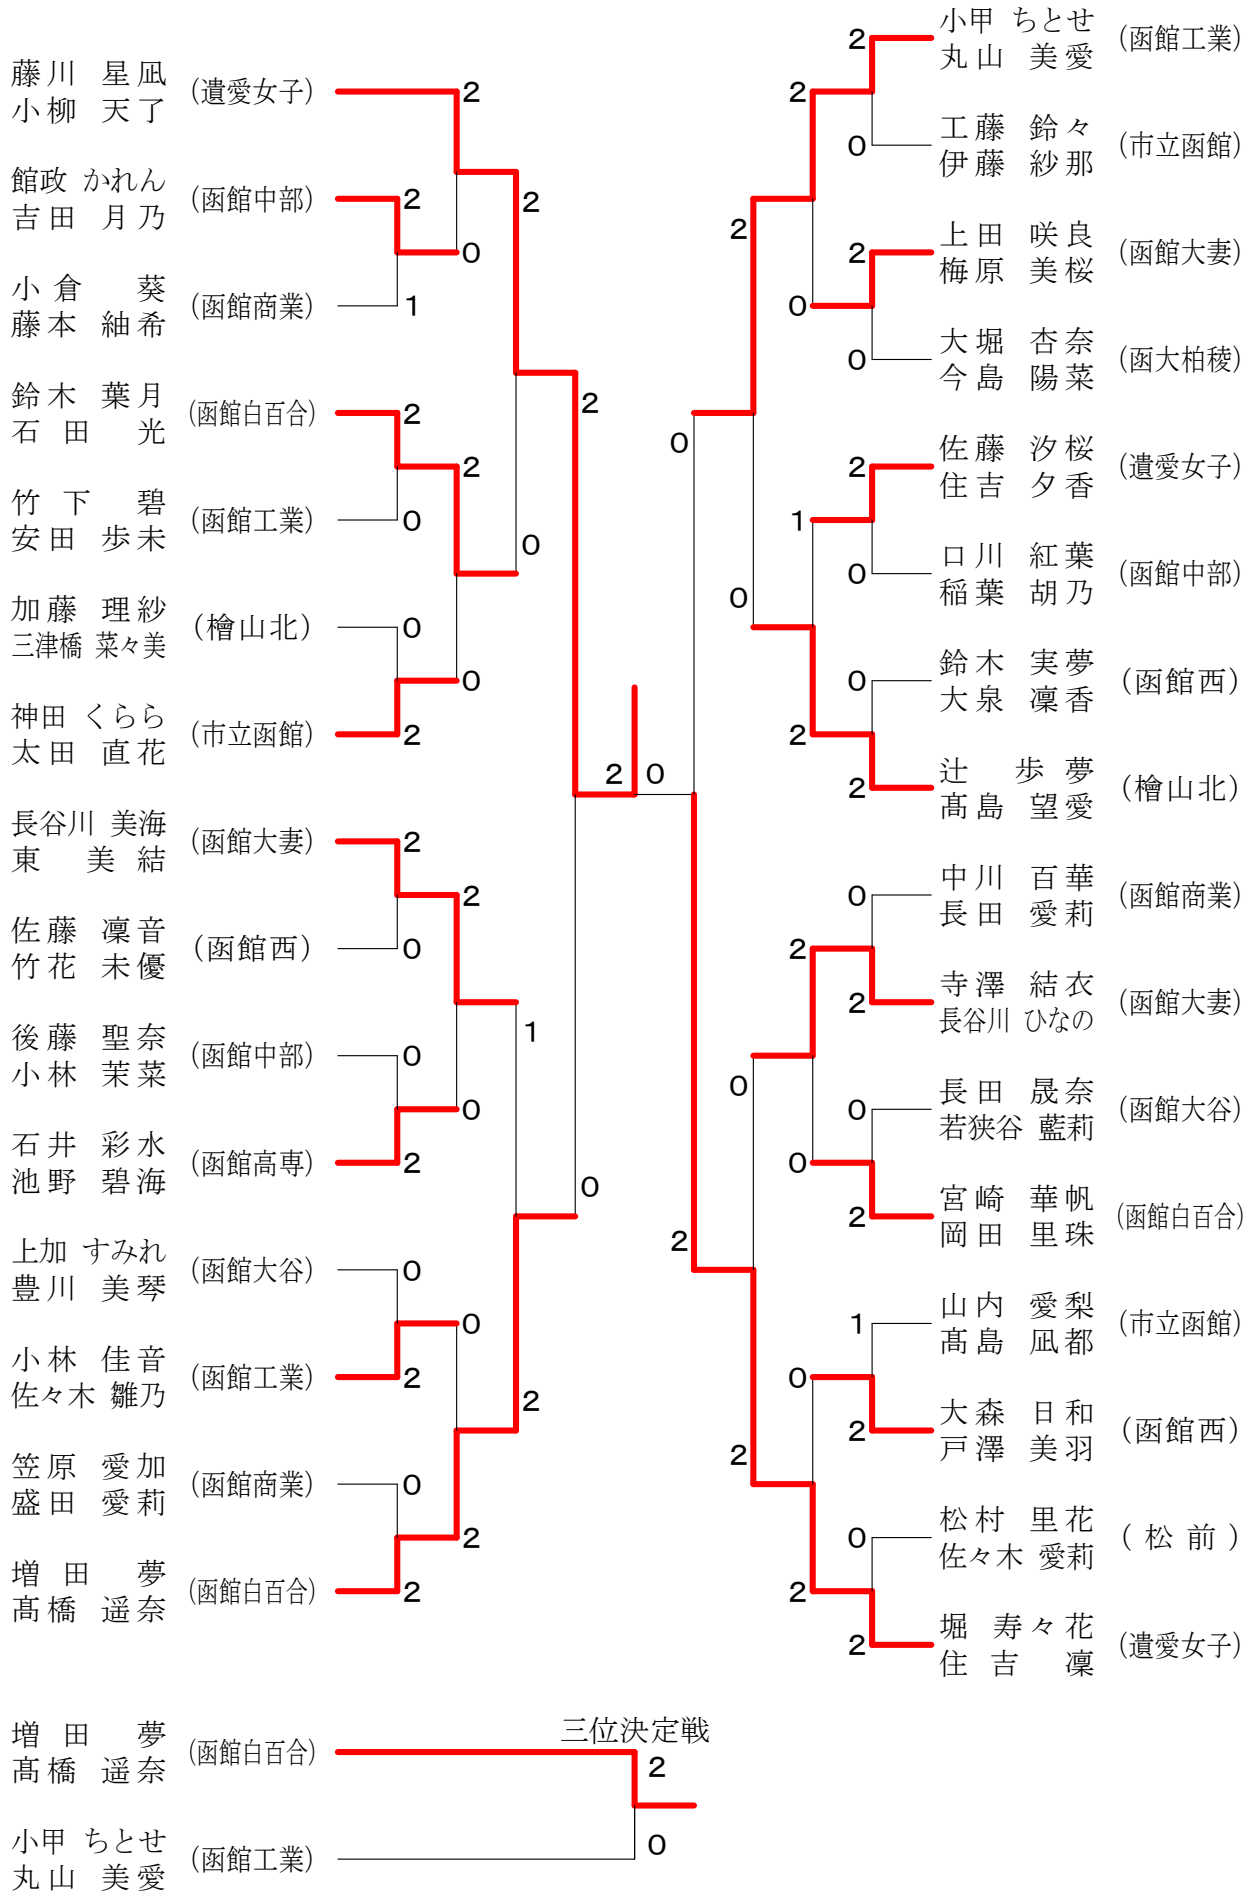 藤川 星凪
小柳 天了
(遺愛女子)
2
館政 かれん
吉田 月乃
(函館中部)
2
2
0
小倉 葵
藤本 紬希
(函館商業)
1
鈴木 葉月
石田 光
(函館白百合)
2
2
2
竹下 碧
安田 歩未
(函館工業)
0
0
加藤 理紗
三津橋 菜々美
(檜山北)
0
0
神田 くらら
太田 直花
(市立函館)
2
2
0
長谷川 美海
東 美結
(函館大妻)
2
2
佐藤 凜音
竹花 未優
(函館西)
0
1
後藤 聖奈
小林 茉菜
(函館中部)
0
0
石井 彩水
池野 碧海
(函館高専)
2
0
上加 すみれ
豊川 美琴
(函館大谷)
0
0
小林 佳音
佐々木 雛乃
(函館工業)
2
2
笠原 愛加
盛田 愛莉
(函館商業)
0
2
増田 夢
髙橋 遥奈
(函館白百合)
2
2
小甲 ちとせ
丸山 美愛
(函館工業)
2
0
工藤 鈴々
伊藤 紗那
(市立函館)
2
2
上田 咲良
梅原 美桜
(函館大妻)
0
0
大堀 杏奈
今島 陽菜
(函大柏稜)
0
2
佐藤 汐桜
住吉 夕香
(遺愛女子)
1
0
口川 紅葉
稲葉 胡乃
(函館中部)
0
0
鈴木 実夢
大泉 凜香
(函館西)
2
2
辻 歩夢
髙島 望愛
(檜山北)
0
中川 百華
長田 愛莉
(函館商業)
2
2
寺澤 結衣
長谷川 ひなの
(函館大妻)
0
0
長田 晟奈
若狭谷 藍莉
(函館大谷)
0
2
宮崎 華帆
岡田 里珠
(函館白百合)
2
1
山内 愛梨
髙島 凪都
(市立函館)
0
2
大森 日和
戸澤 美羽
(函館西)
2
0
松村 里花
佐々木 愛莉
(松前)
2
2
堀 寿々花
住吉 凜
(遺愛女子)
三位決定戦
増田 夢
髙橋 遥奈
(函館白百合)
2
小甲 ちとせ
丸山 美愛
(函館工業)
0